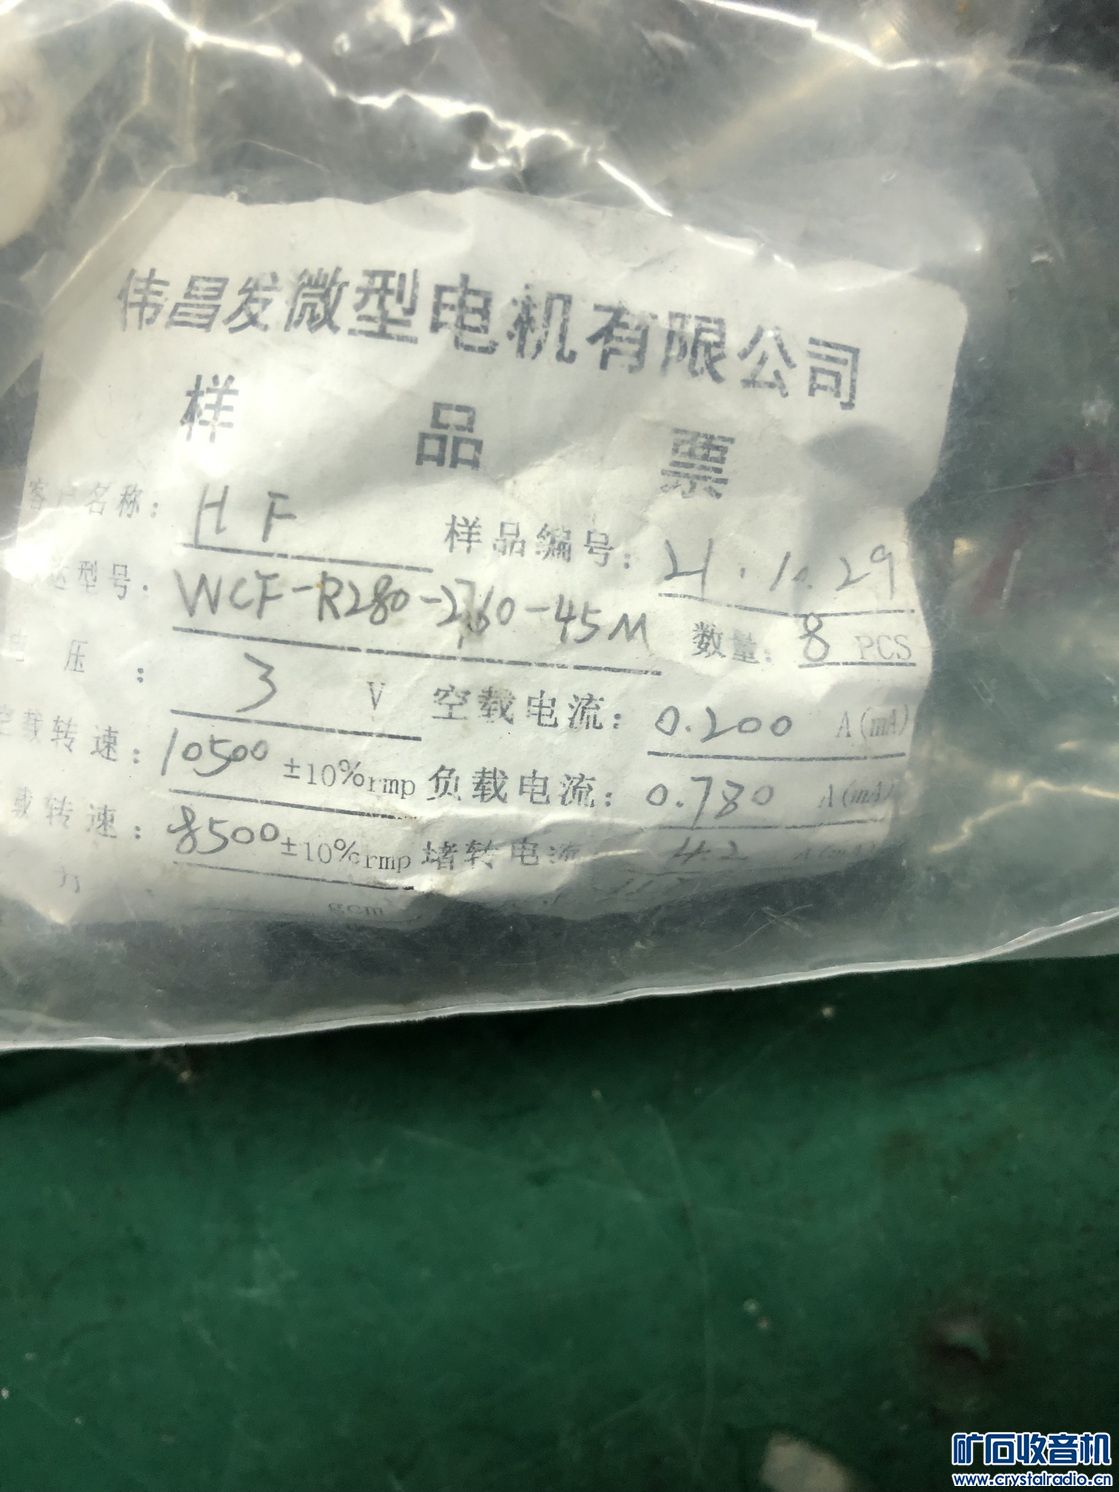 伟昌发微型电机有限公司
样 品 票
客户名称: HF 样品编号: 21.10.29
达型号: WCF-R280-2760-45M 数量: 8 PCS
电 压: 3 V 空载电流: 0.200 A(mA)
空载转速: 10500 ±10%rmp 负载电流: 0.780 A(mA)
载转速: 8500 ±10%rmp 堵转电流 4.2 A(mA)
gcm
矿石收音机
www.crystalradio.cn